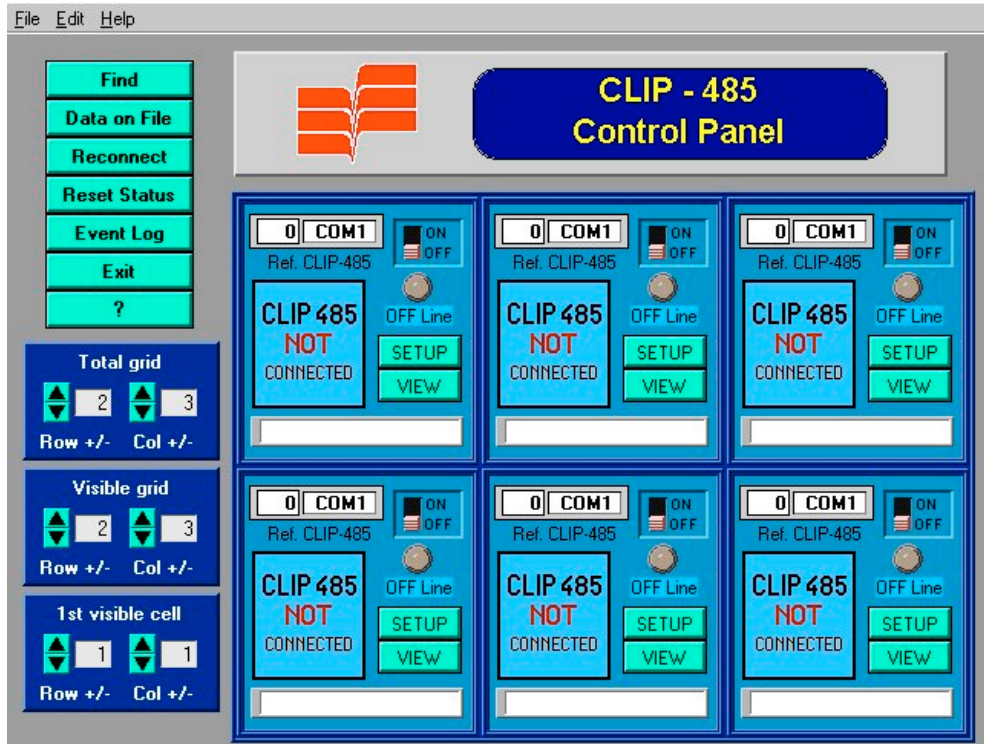 File Edit Help
Find
Data on File
Reconnect
Reset Status
Event Log
Exit
?
CLIP - 485
Control Panel
Total grid
2 3
Row +/- Col +/-
Visible grid
2 3
Row +/- Col +/-
1st visible cell
1 1
Row +/- Col +/-
0 COM1
ON
OFF
Ref. CLIP-485
OFF Line
CLIP 485
NOT
CONNECTED
SETUP
VIEW
0 COM1
ON
OFF
Ref. CLIP-485
OFF Line
CLIP 485
NOT
CONNECTED
SETUP
VIEW
0 COM1
ON
OFF
Ref. CLIP-485
OFF Line
CLIP 485
NOT
CONNECTED
SETUP
VIEW
0 COM1
ON
OFF
Ref. CLIP-485
OFF Line
CLIP 485
NOT
CONNECTED
SETUP
VIEW
0 COM1
ON
OFF
Ref. CLIP-485
OFF Line
CLIP 485
NOT
CONNECTED
SETUP
VIEW
0 COM1
ON
OFF
Ref. CLIP-485
OFF Line
CLIP 485
NOT
CONNECTED
SETUP
VIEW